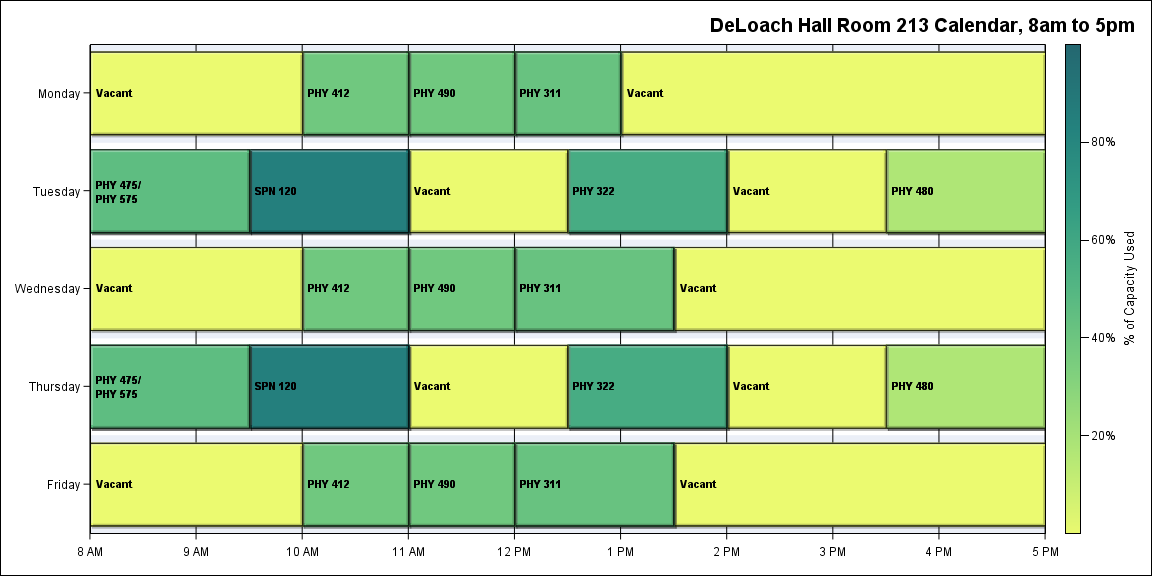 DeLoach Hall Room 213 Calendar, 8am to 5pm
Monday
Vacant
PHY 412
PHY 490
PHY 311
Vacant
Tuesday
PHY 475/
PHY 575
SPN 120
Vacant
PHY 322
Vacant
PHY 480
Wednesday
Vacant
PHY 412
PHY 490
PHY 311
Vacant
Thursday
PHY 475/
PHY 575
SPN 120
Vacant
PHY 322
Vacant
PHY 480
Friday
Vacant
PHY 412
PHY 490
PHY 311
Vacant
8 AM
9 AM
10 AM
11 AM
12 PM
1 PM
2 PM
3 PM
4 PM
5 PM
80%
60%
40%
20%
% of Capacity Used